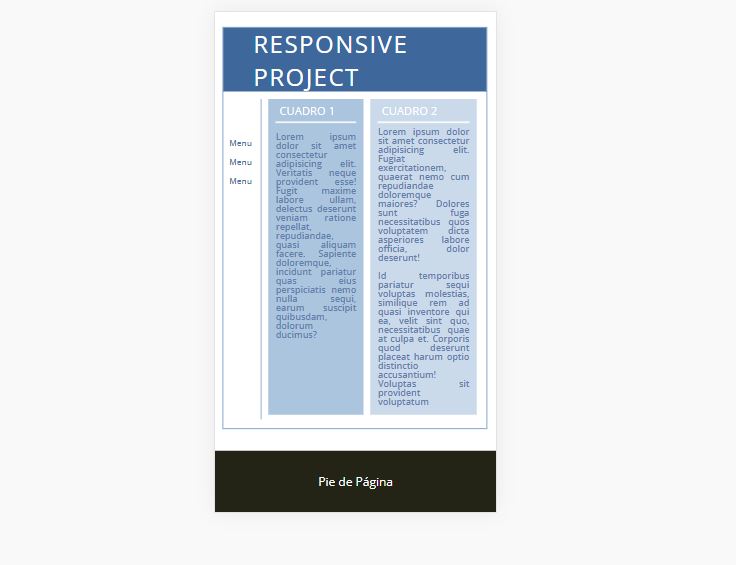 RESPONSIVE
PROJECT
Menu
Menu
Menu
CUADRO 1
Lorem ipsum
dolor sit amet
consectetur
adipisicing elit.
Veritatis neque
provident esse!
Fugit maxime
labore ullam,
delectus deserunt
veniam ratione
repellat,
repudiandae,
quasi aliquam
facere. Sapiente
doloremque,
incidunt pariatur
quas eius
perspiciatis nemo
nulla sequi,
earum suscipit
quibusdam,
dolorum
ducimus?
CUADRO 2
Lorem ipsum dolor
sit amet consectetur
adipisicing elit.
Fugiat
exercitationem,
quaerat nemo cum
repudiandae
doloremque
maiores? Dolores
sunt fuga
necessitatibus quos
voluptatem dicta
asperiores labore
officia, dolor
deserunt!
Id temporibus
pariatur sequi
voluptas molestias,
similique rem ad
quasi inventore qui
ea, velit sint quo,
necessitatibus quae
at culpa et. Corporis
quod deserunt
placeat harum optio
distinctio
accusantium!
Voluptas sit
provident
voluptatum
Pie de Página